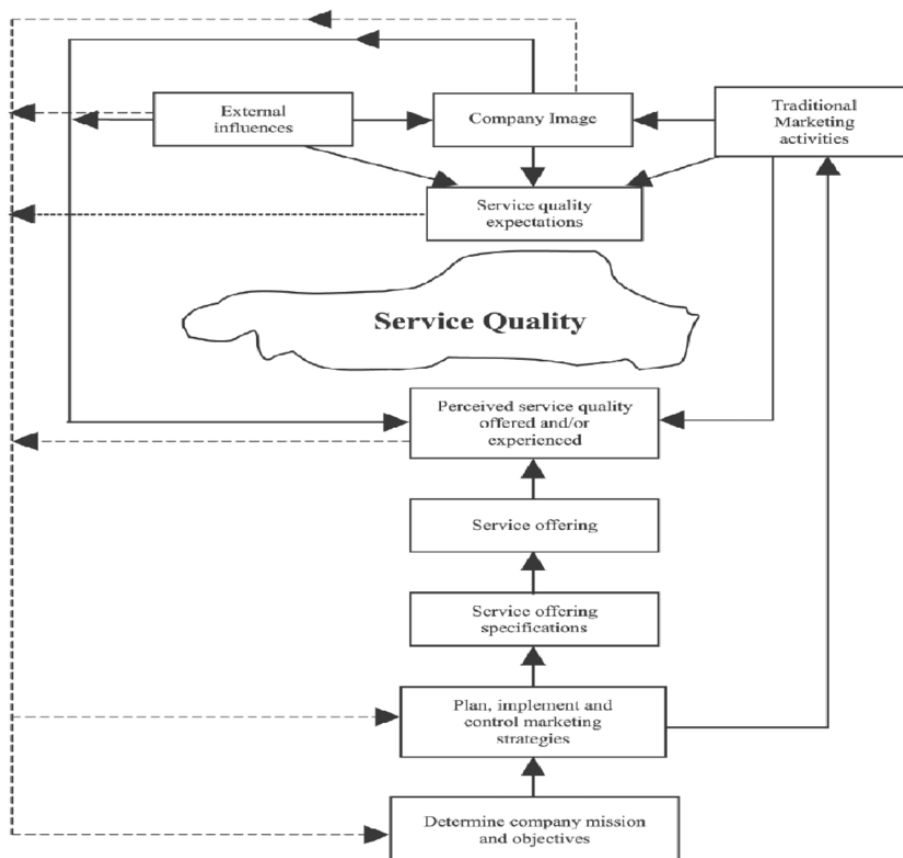 External
influences
Company Image
Traditional
Marketing
activities
Service quality
expectations
Service Quality
Perceived service quality
offered and/or
experienced
Service offering
Service offering
specifications
Plan, implement and
control marketing
strategies
Determine company mission
and objectives